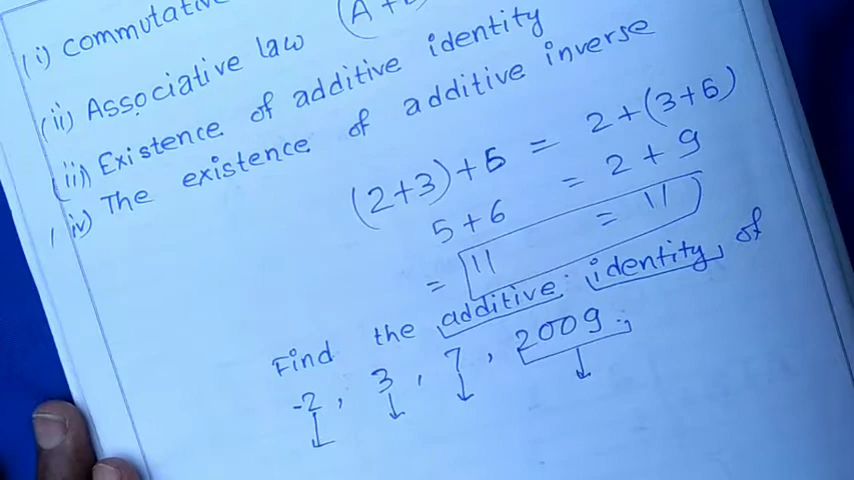 (i) Commutative
(ii) Associative law (A +
(iii) Existence of additive identity
(iv) The existence of additive inverse
(2+3)+6 = 2+(3+6)
5+6 = 2+9
= 11 = 11
Find the additive identity of
-2, 3, 7, 2009.,